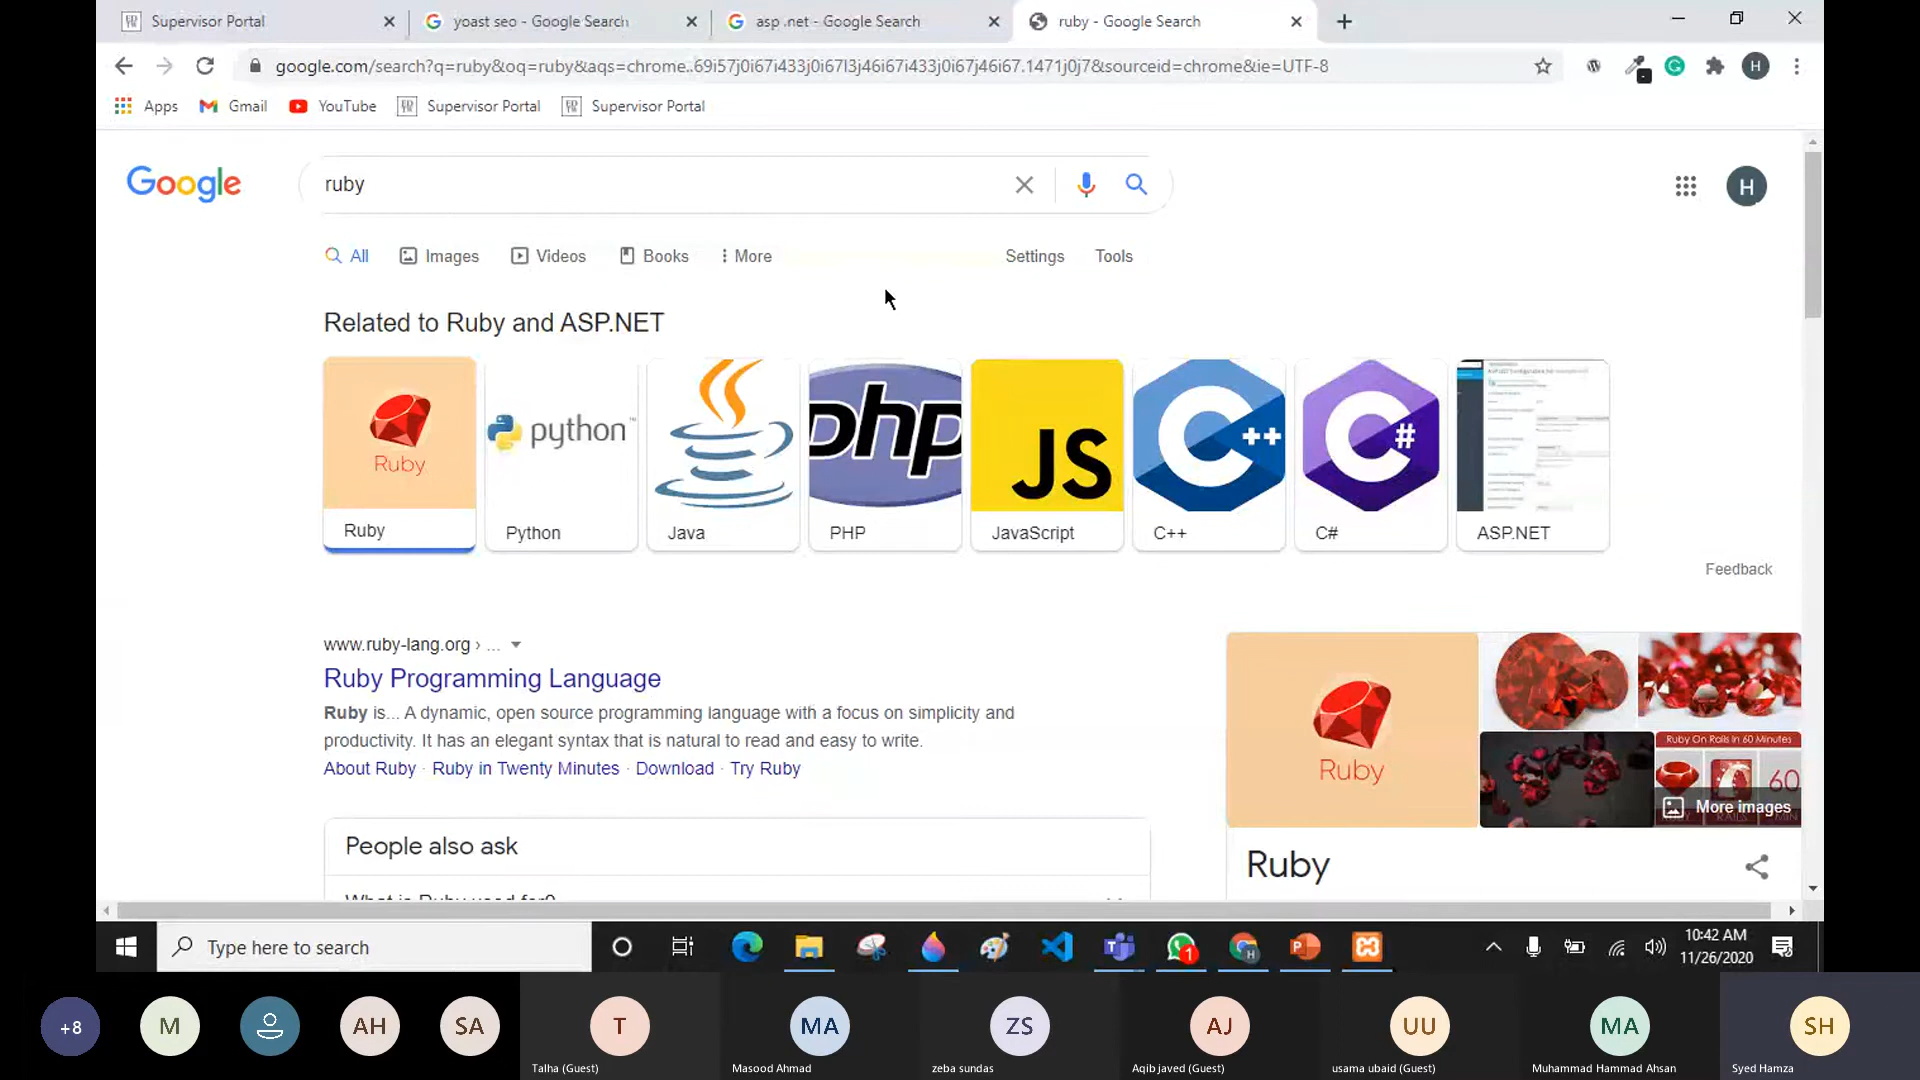 Supervisor Portal
yoast seo - Google Search
asp .net - Google Search
ruby - Google Search
google.com/search?q=ruby&oq=ruby&aqs=chrome..69i57j0i67i433j0i67l3j46i67i433j0i67j46i67.1471j0j7&sourceid=chrome&ie=UTF-8
H
Apps
Gmail
YouTube
Supervisor Portal
Supervisor Portal
Google
ruby
H
All
Images
Videos
Books
More
Settings
Tools
Related to Ruby and ASP.NET
Ruby
python
php
JS
C++
C#
Ruby
Python
Java
PHP
JavaScript
C++
C#
ASP.NET
Feedback
www.ruby-lang.org › ...
Ruby Programming Language
Ruby is... A dynamic, open source programming language with a focus on simplicity and
productivity. It has an elegant syntax that is natural to read and easy to write.
About Ruby · Ruby in Twenty Minutes · Download · Try Ruby
People also ask
What is Ruby used for?
Ruby
Ruby On Rails In 60 Minutes
60
More images
Ruby
Type here to search
1
10:42 AM
11/26/2020
+8
M
AH
SA
T
MA
ZS
AJ
UU
MA
SH
Talha (Guest)
Masood Ahmad
zeba sundas
Aqib javed (Guest)
usama ubaid (Guest)
Muhammad Hammad Ahsan
Syed Hamza